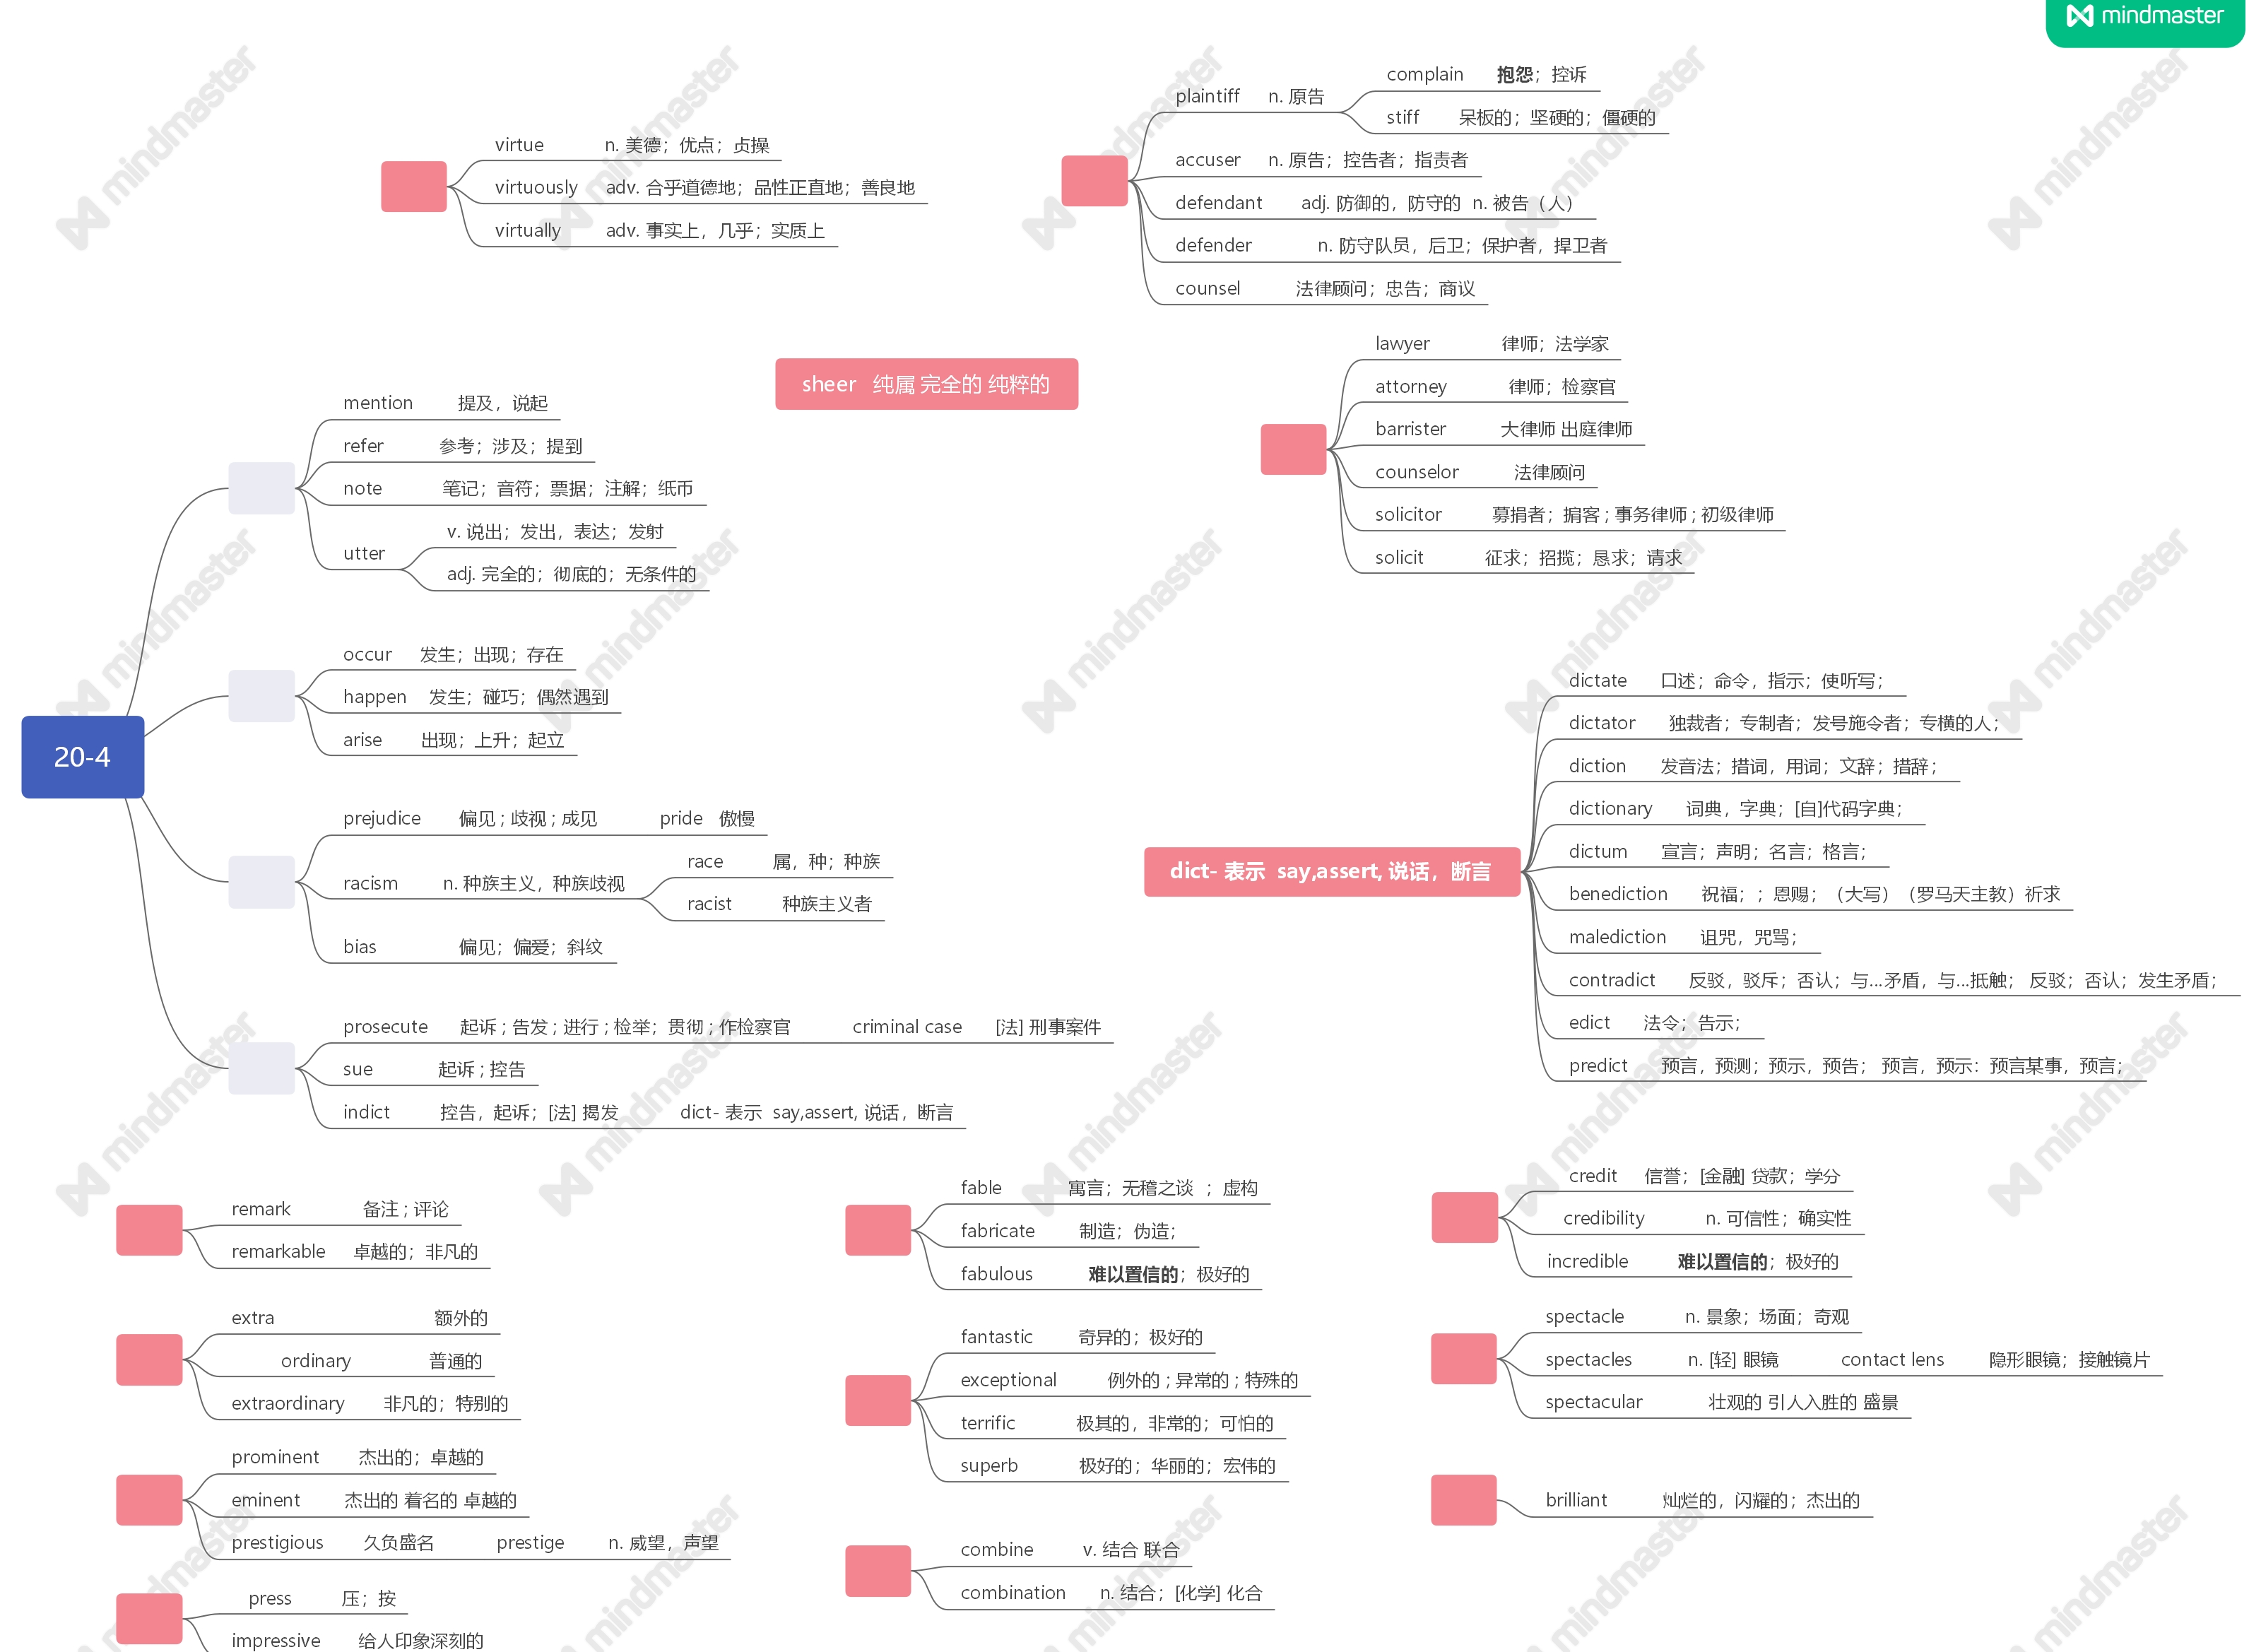 mindmaster
virtue n. 美德；优点；贞操
virtuously adv. 合乎道德地；品性正直地；善良地
virtually adv. 事实上，几乎；实质上
plaintiff n. 原告
complain 抱怨；控诉
stiff 呆板的；坚硬的；僵硬的
accuser n. 原告；控告者；指责者
defendant adj. 防御的，防守的 n. 被告（人）
defender n. 防守队员，后卫；保护者，捍卫者
counsel 法律顾问；忠告；商议
sheer 纯属 完全的 纯粹的
lawyer 律师；法学家
attorney 律师；检察官
barrister 大律师 出庭律师
counselor 法律顾问
solicitor 募捐者；掮客 ; 事务律师 ; 初级律师
solicit 征求；招揽；恳求；请求
20-4
mention 提及，说起
refer 参考；涉及；提到
note 笔记；音符；票据；注解；纸币
utter
v. 说出；发出，表达；发射
adj. 完全的；彻底的；无条件的
occur 发生；出现；存在
happen 发生；碰巧；偶然遇到
arise 出现；上升；起立
prejudice 偏见 ; 歧视 ; 成见 pride 傲慢
racism n. 种族主义，种族歧视
race 属，种；种族
racist 种族主义者
bias 偏见；偏爱；斜纹
prosecute 起诉 ; 告发 ; 进行 ; 检举；贯彻 ; 作检察官 criminal case [法] 刑事案件
sue 起诉 ; 控告
indict 控告，起诉；[法] 揭发 dict- 表示 say,assert, 说话，断言
dict- 表示 say,assert, 说话，断言
dictate 口述；命令，指示；使听写；
dictator 独裁者；专制者；发号施令者；专横的人；
diction 发音法；措词，用词；文辞；措辞；
dictionary 词典，字典；[自]代码字典；
dictum 宣言；声明；名言；格言；
benediction 祝福；；恩赐；（大写）（罗马天主教）祈求
malediction 诅咒，咒骂；
contradict 反驳，驳斥；否认；与...矛盾，与...抵触； 反驳；否认；发生矛盾；
edict 法令；告示；
predict 预言，预测；预示，预告； 预言，预示：预言某事，预言；
remark 备注 ; 评论
remarkable 卓越的；非凡的
extra 额外的
ordinary 普通的
extraordinary 非凡的；特别的
prominent 杰出的；卓越的
eminent 杰出的 着名的 卓越的
prestigious 久负盛名 prestige n. 威望，声望
press 压；按
impressive 给人印象深刻的
fable 寓言；无稽之谈 ；虚构
fabricate 制造；伪造；
fabulous 难以置信的；极好的
fantastic 奇异的；极好的
exceptional 例外的 ; 异常的 ; 特殊的
terrific 极其的，非常的；可怕的
superb 极好的；华丽的；宏伟的
combine v. 结合 联合
combination n. 结合；[化学] 化合
credit 信誉；[金融] 贷款；学分
credibility n. 可信性；确实性
incredible 难以置信的；极好的
spectacle n. 景象；场面；奇观
spectacles n. [轻] 眼镜 contact lens 隐形眼镜；接触镜片
spectacular 壮观的 引人入胜的 盛景
brilliant 灿烂的，闪耀的；杰出的